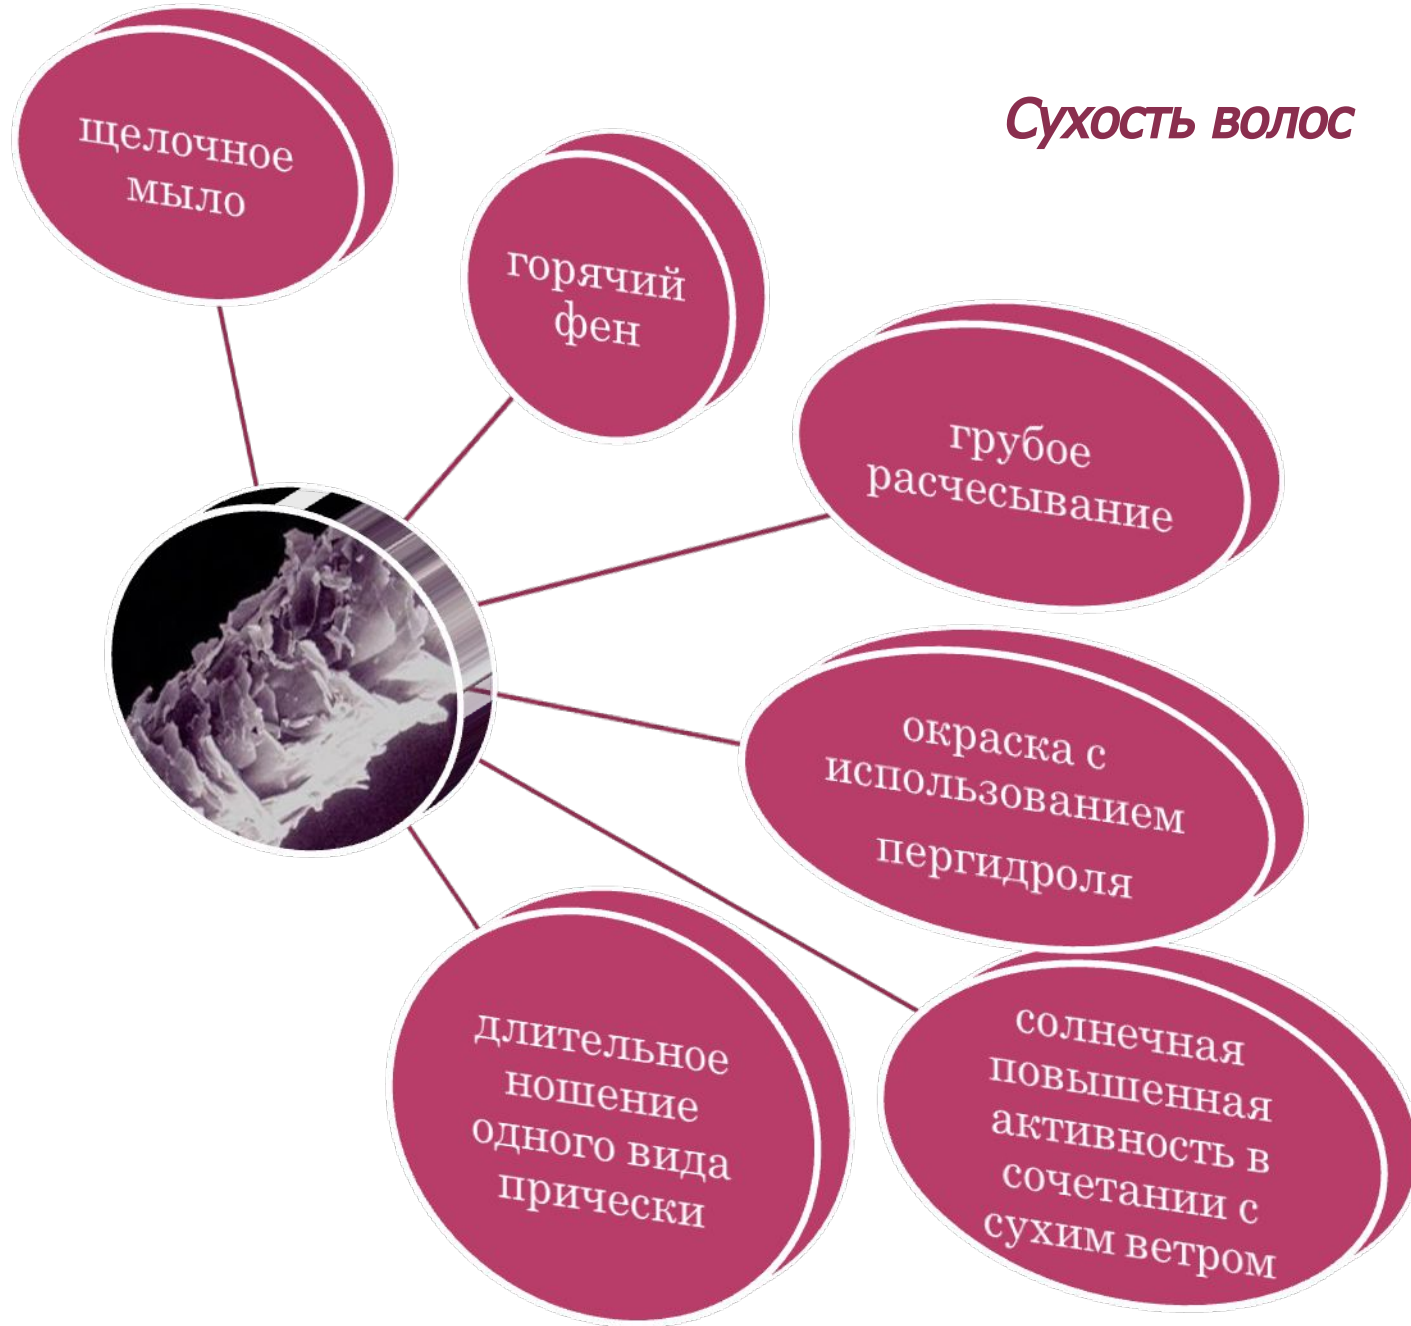 Сухость волос
щелочное
мыло
горячий
фен
грубое
расчесывание
окраска с
использованием
пергидроля
солнечная
повышенная
активность в
сочетании с
сухим ветром
длительное
ношение
одного вида
прически